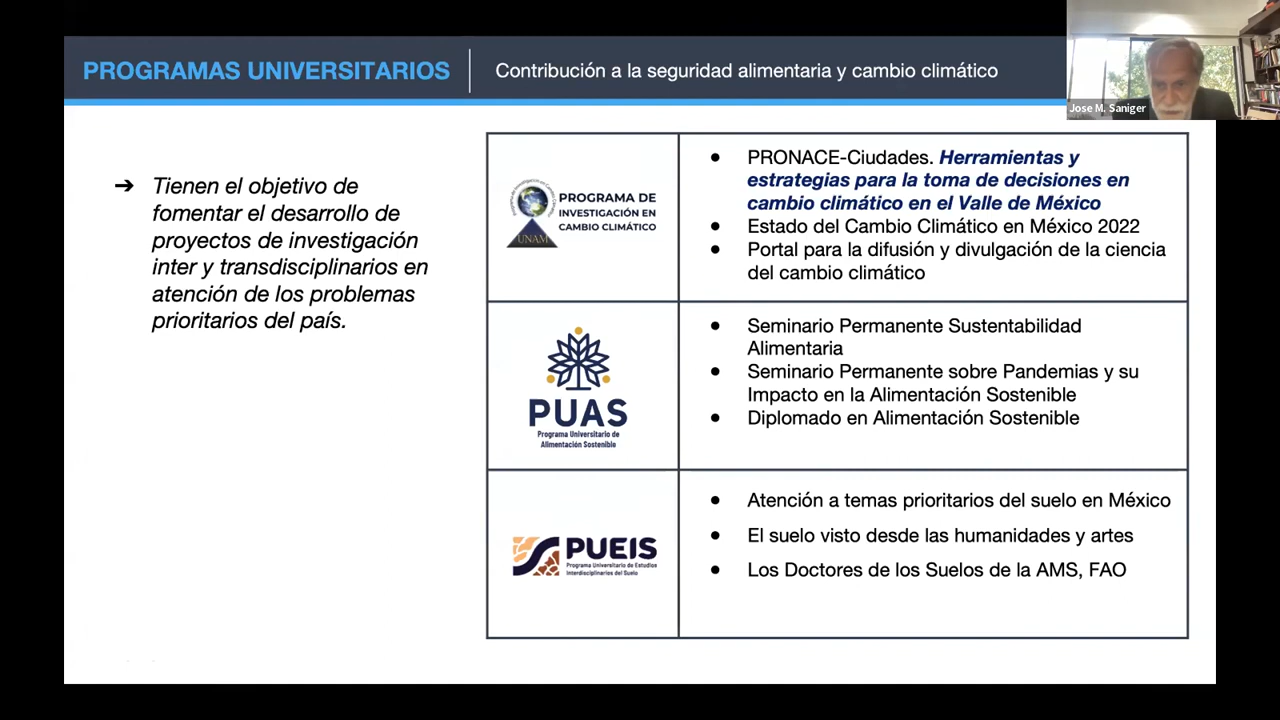 PROGRAMAS UNIVERSITARIOS
Contribución a la seguridad alimentaria y cambio climático
Jose M. Saniger
➔ Tienen el objetivo de
fomentar el desarrollo de
proyectos de investigación
inter y transdisciplinarios en
atención de los problemas
prioritarios del país.
UNAM
PROGRAMA DE
INVESTIGACIÓN EN
CAMBIO CLIMÁTICO
● PRONACE-Ciudades. Herramientas y
estrategias para la toma de decisiones en
cambio climático en el Valle de México
● Estado del Cambio Climático en México 2022
● Portal para la difusión y divulgación de la ciencia
del cambio climático
PUAS
Programa Universitario de
Alimentación Sostenible
● Seminario Permanente Sustentabilidad
Alimentaria
● Seminario Permanente sobre Pandemias y su
Impacto en la Alimentación Sostenible
● Diplomado en Alimentación Sostenible
PUEIS
Programa Universitario de Estudios
Interdisciplinarios del Suelo
● Atención a temas prioritarios del suelo en México
● El suelo visto desde las humanidades y artes
● Los Doctores de los Suelos de la AMS, FAO